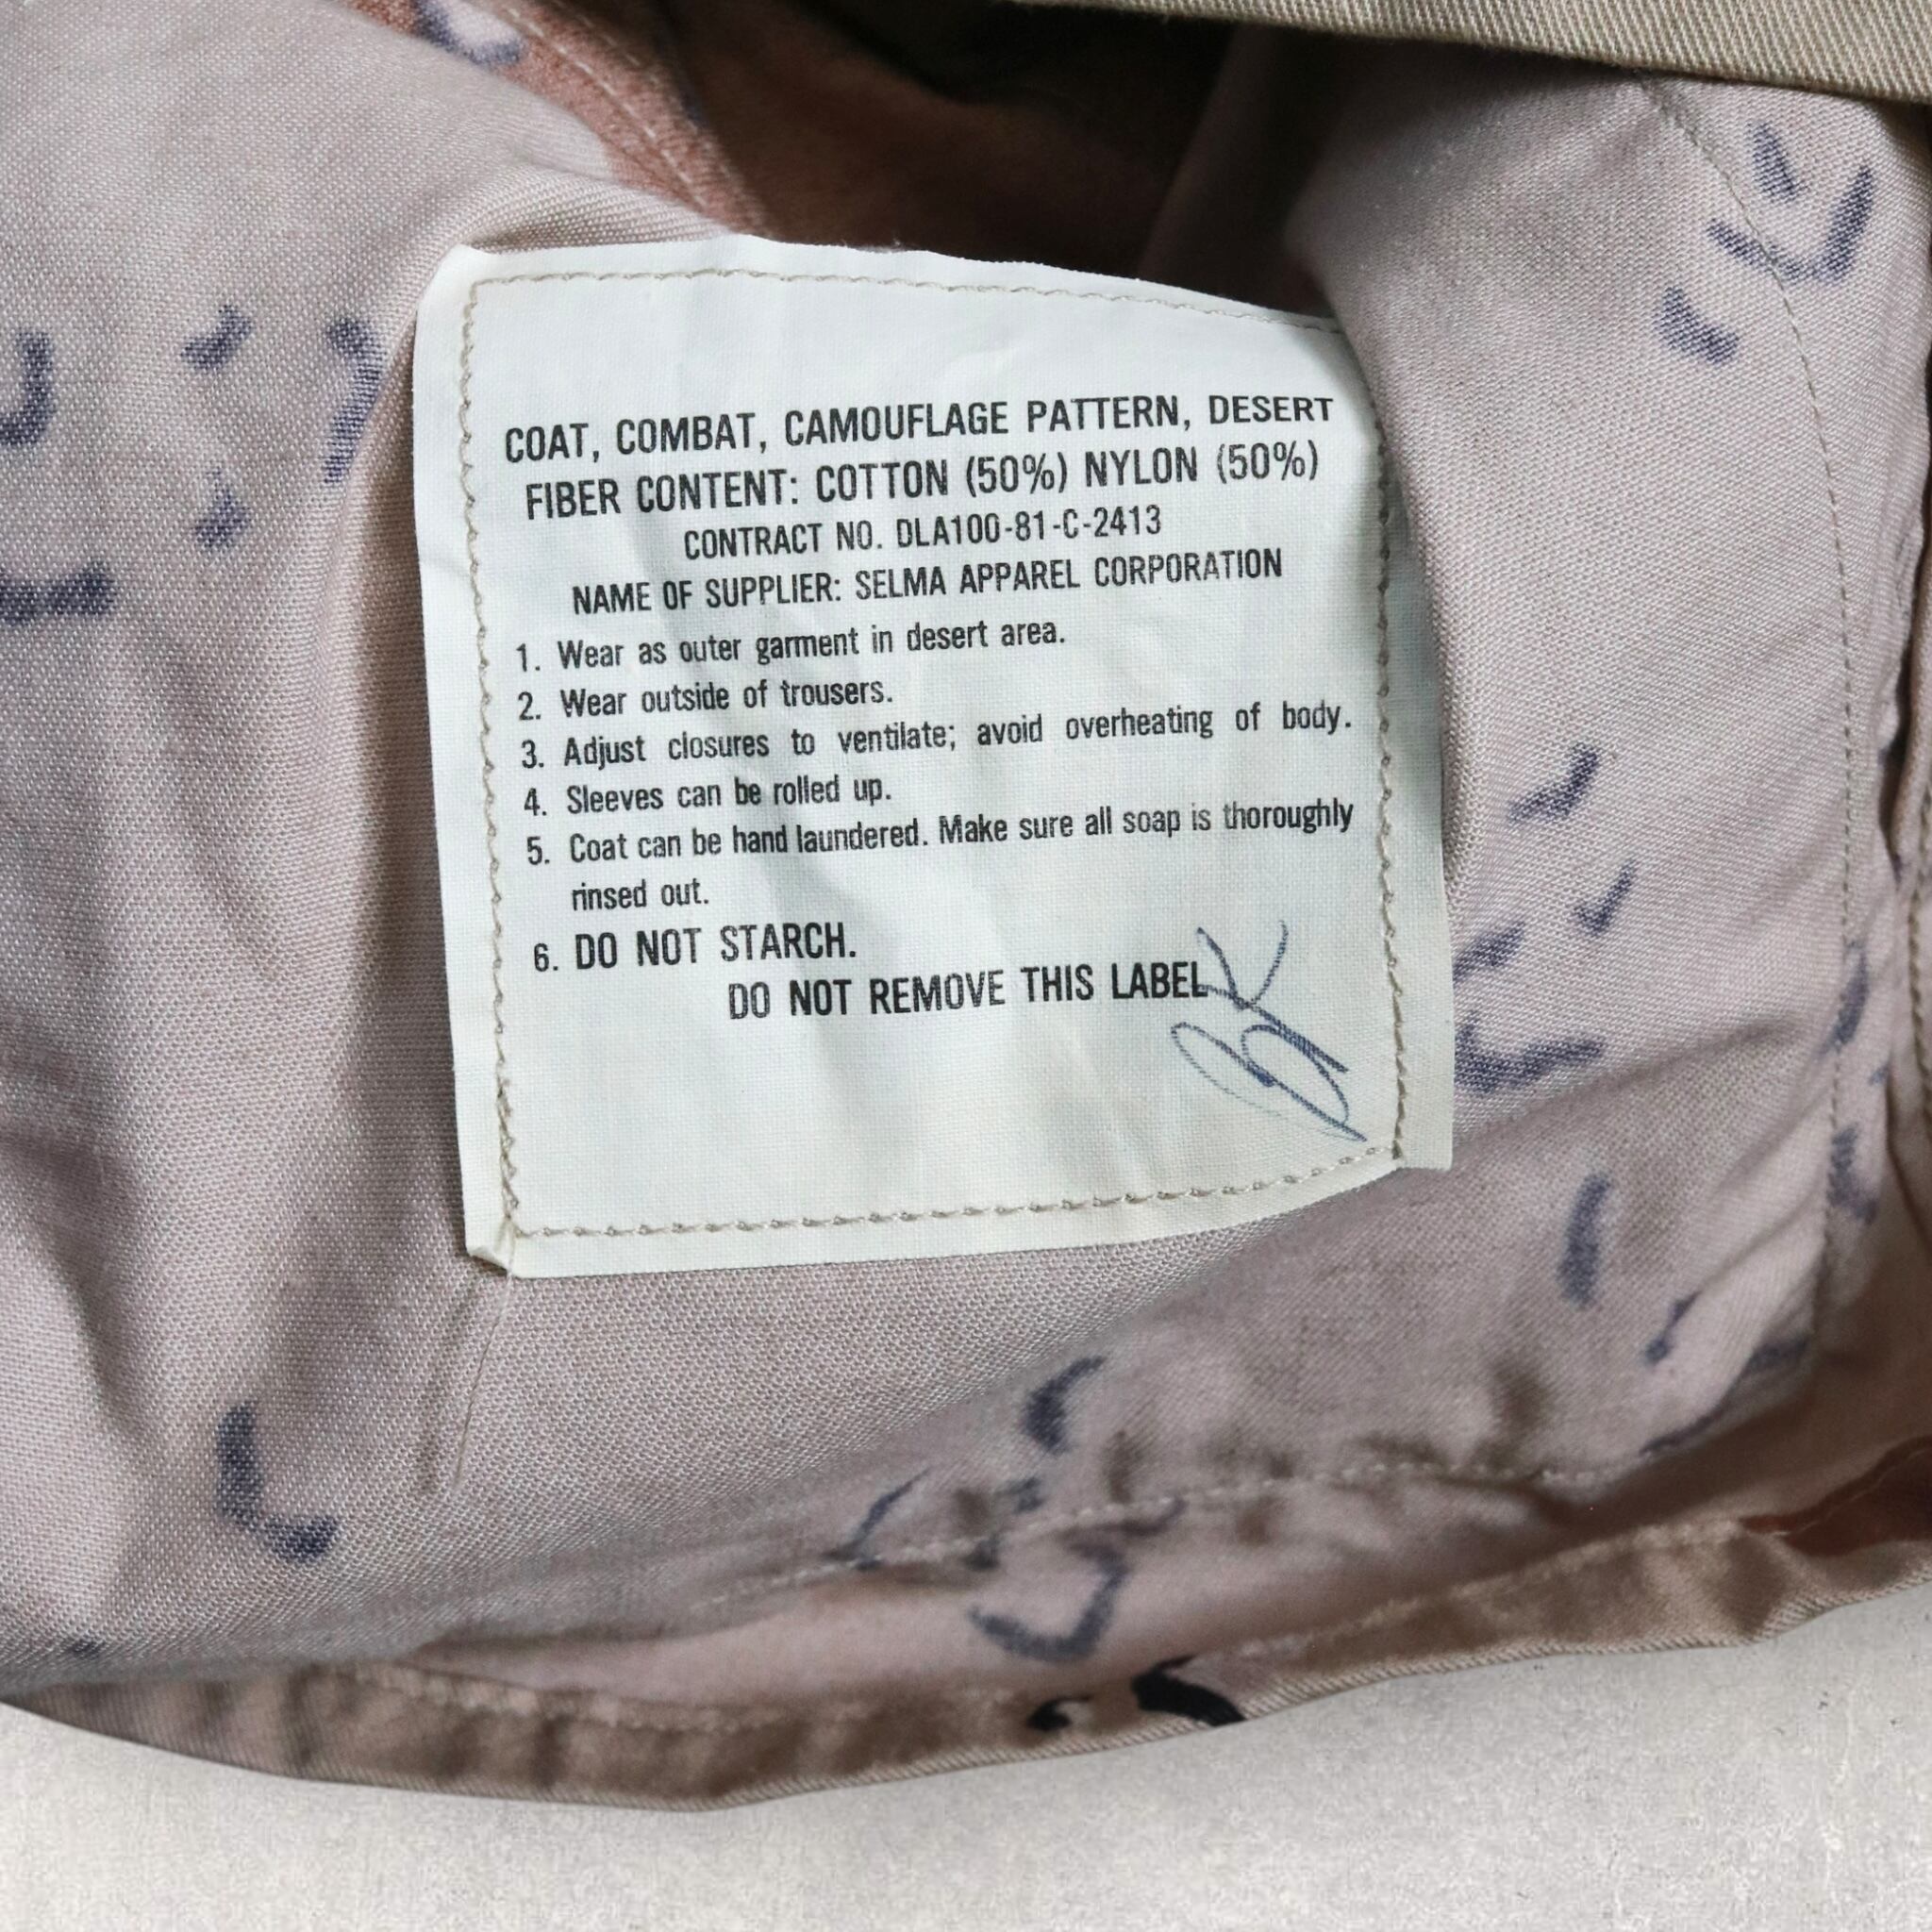 COAT, COMBAT, CAMOUFLAGE PATTERN, DESERT
FIBER CONTENT: COTTON (50%) NYLON (50%)
CONTRACT NO. DLA100-81-C-2413
NAME OF SUPPLIER: SELMA APPAREL CORPORATION
1. Wear as outer garment in desert area.
2. Wear outside of trousers.
3. Adjust closures to ventilate; avoid overheating of body.
4. Sleeves can be rolled up.
5. Coat can be hand laundered. Make sure all soap is thoroughly
rinsed out.
6. DO NOT STARCH.
DO NOT REMOVE THIS LABEL